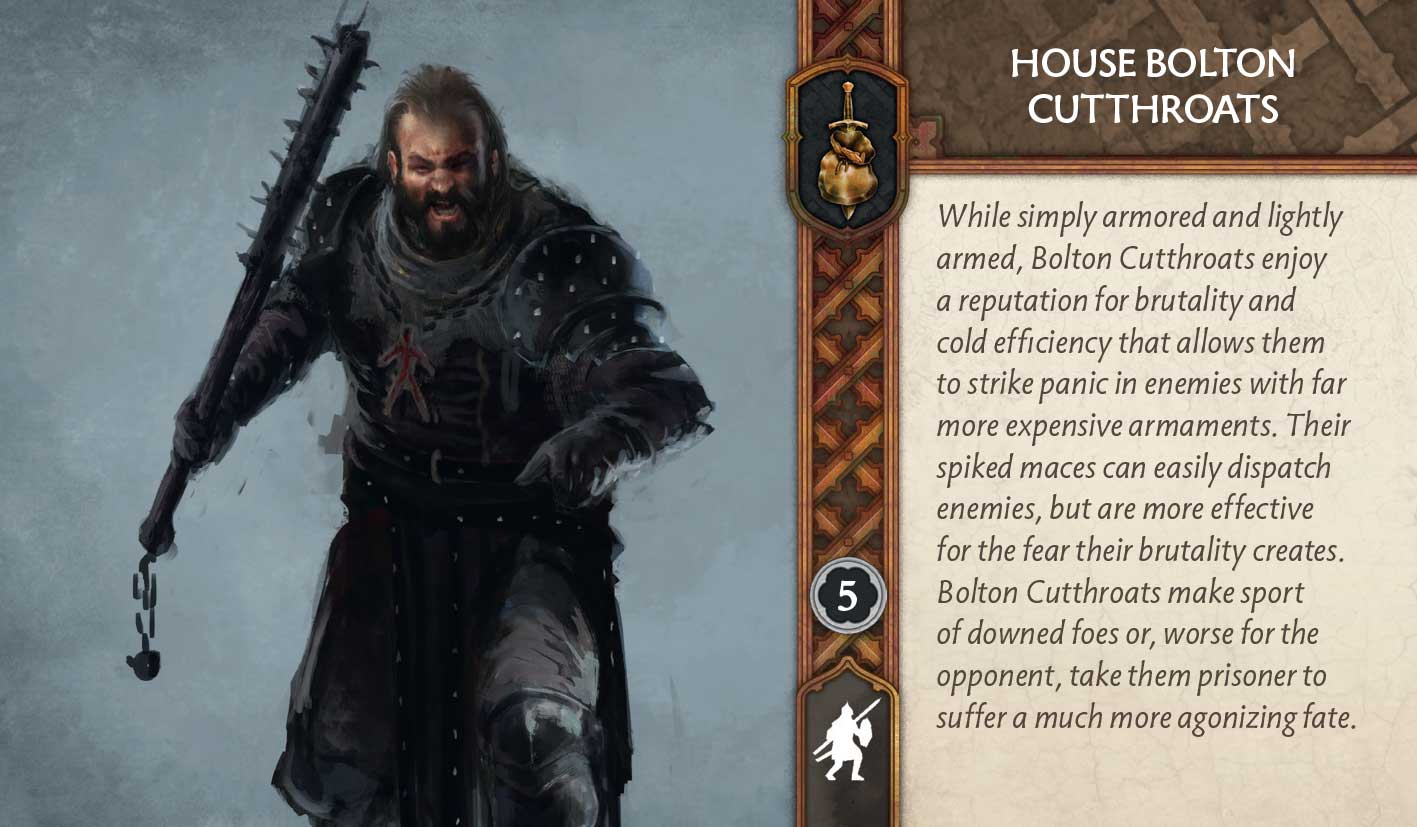 HOUSE BOLTON
CUTTHROATS
While simply armored and lightly
armed, Bolton Cutthroats enjoy
a reputation for brutality and
cold efficiency that allows them
to strike panic in enemies with far
more expensive armaments. Their
spiked maces can easily dispatch
enemies, but are more effective
for the fear their brutality creates.
Bolton Cutthroats make sport
of downed foes or, worse for the
opponent, take them prisoner to
suffer a much more agonizing fate.
5